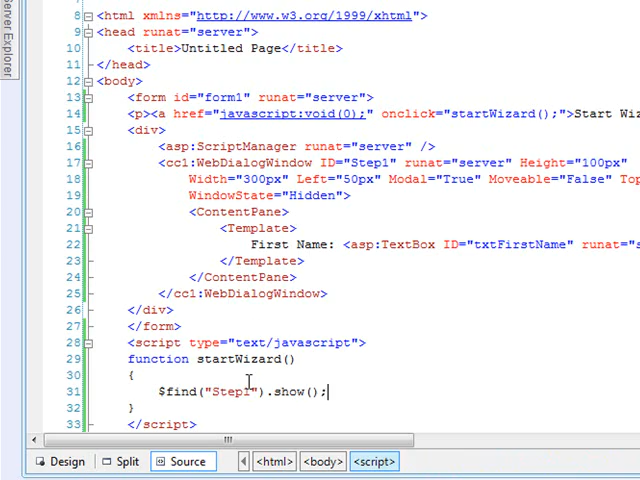 Server Explorer
7
8 <html xmlns="http://www.w3.org/1999/xhtml">
9 <head runat="server">
10 <title>Untitled Page</title>
11 </head>
12 <body>
13 <form id="form1" runat="server">
14 <p><a href="javascript:void(0);" onclick="startWizard();">Start Wiz
15 <div>
16 <asp:ScriptManager runat="server" />
17 <cc1:WebDialogWindow ID="Step1" runat="server" Height="100px"
18 Width="300px" Left="50px" Modal="True" Moveable="False" Top
19 WindowState="Hidden">
20 <ContentPane>
21 <Template>
22 First Name: <asp:TextBox ID="txtFirstName" runat="s
23 </Template>
24 </ContentPane>
25 </cc1:WebDialogWindow>
26 </div>
27 </form>
28 <script type="text/javascript">
29 function startWizard()
30 {
31 $find("Step1").show();
32 }
33 </script>
Design Split Source <html> <body> <script>